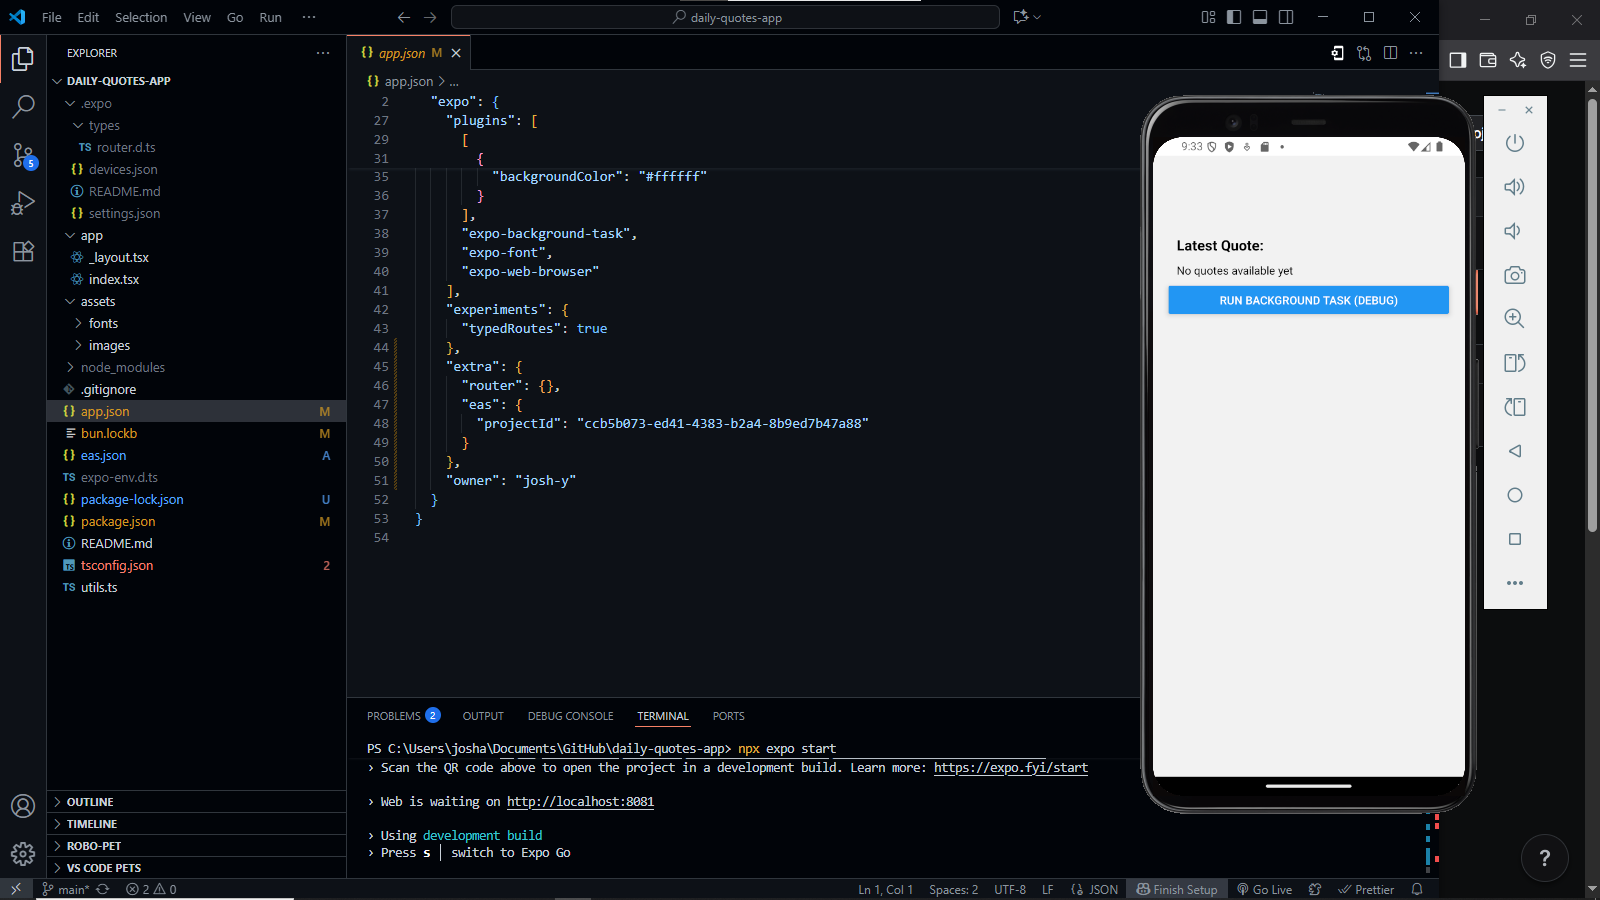 File Edit Selection View Go Run ···
daily-quotes-app
EXPLORER
DAILY-QUOTES-APP
.expo
types
TS router.d.ts
{} devices.json
README.md
{} settings.json
app
_layout.tsx
index.tsx
assets
fonts
images
node_modules
.gitignore
{} app.json M
bun.lockb M
{} eas.json A
TS expo-env.d.ts
{} package-lock.json U
{} package.json M
README.md
TS tsconfig.json 2
TS utils.ts
OUTLINE
TIMELINE
ROBO-PET
VS CODE PETS
5
{} app.json M
{} app.json > ...
2 "expo": {
27 "plugins": [
29 [
31 {
35 "backgroundColor": "#ffffff"
36 }
37 ],
38 "expo-background-task",
39 "expo-font",
40 "expo-web-browser"
41 ],
42 "experiments": {
43 "typedRoutes": true
44 },
45 "extra": {
46 "router": {},
47 "eas": {
48 "projectId": "ccb5b073-ed41-4383-b2a4-8b9ed7b47a88"
49 }
50 },
51 "owner": "josh-y"
52 }
53 }
54
PROBLEMS 2 OUTPUT DEBUG CONSOLE TERMINAL PORTS
PS C:\Users\josha\Documents\GitHub\daily-quotes-app> npx expo start
› Scan the QR code above to open the project in a development build. Learn more: https://expo.fyi/start
› Web is waiting on http://localhost:8081
› Using development build
› Press s │ switch to Expo Go
9:33
Latest Quote:
No quotes available yet
RUN BACKGROUND TASK (DEBUG)
?
main* 2 0
Ln 1, Col 1 Spaces: 2 UTF-8 LF {} JSON Finish Setup Go Live Prettier